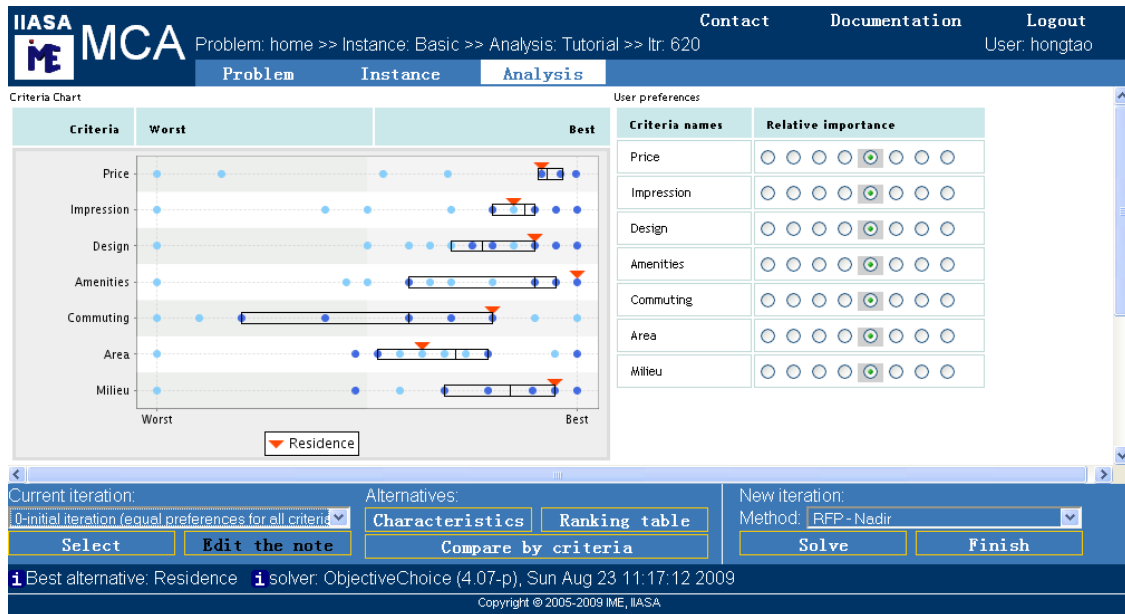 IIASA
IME
MCA
Contact Documentation Logout
Problem: home >> Instance: Basic >> Analysis: Tutorial >> Itr: 620 User: hongtao
Problem Instance Analysis
Criteria Chart
Criteria Worst Best
Price
Impression
Design
Amenities
Commuting
Area
Milieu
Worst Best
Residence
User preferences
Criteria names Relative importance
Price
Impression
Design
Amenities
Commuting
Area
Milieu
Current iteration:
0-initial iteration (equal preferences for all criteria
Select Edit the note
Alternatives:
Characteristics Ranking table
Compare by criteria
New iteration:
Method: RFP-Nadir
Solve Finish
i Best alternative: Residence i solver: ObjectiveChoice (4.07-p), Sun Aug 23 11:17:12 2009
Copyright © 2005-2009 IME, IIASA